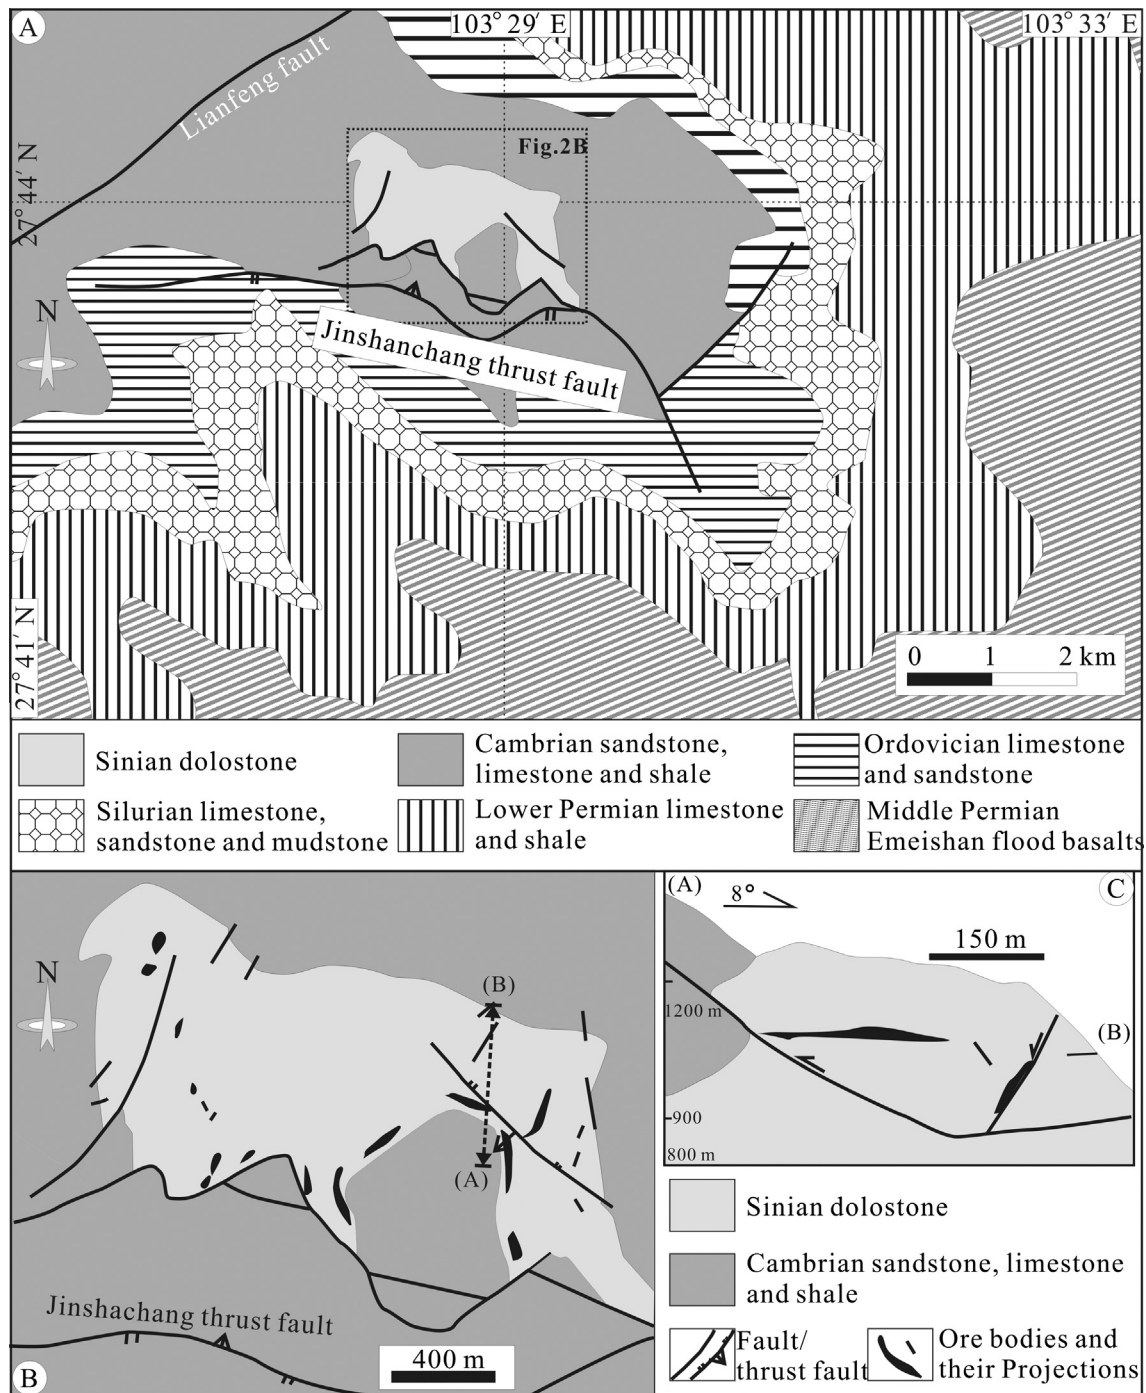 A
103° 29′ E
103° 33′ E
Lianfeng fault
Fig.2B
27° 44′ N
N
Jinshanchang thrust fault
27° 41′ N
0 1 2 km
Sinian dolostone
Cambrian sandstone,
limestone and shale
Ordovician limestone
and sandstone
Silurian limestone,
sandstone and mudstone
Lower Permian limestone
and shale
Middle Permian
Emeishan flood basalts
N
(B)
(A)
Jinshachang thrust fault
400 m
B
(A)
8°
C
150 m
1200 m
(B)
900
800 m
Sinian dolostone
Cambrian sandstone, limestone
and shale
Fault/
thrust fault
Ore bodies and
their Projections